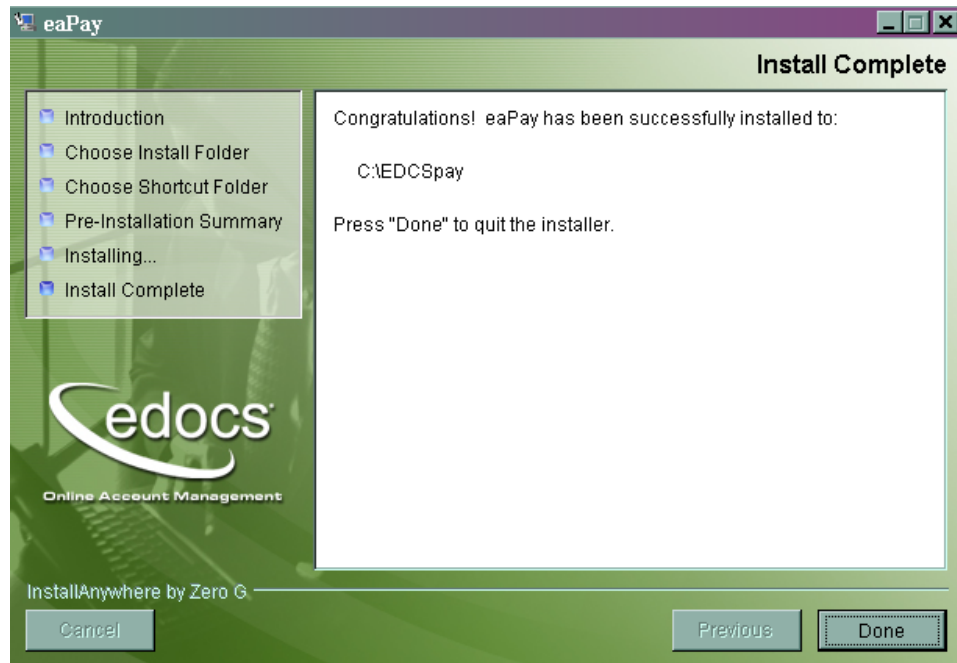 eaPay
Install Complete
Introduction
Choose Install Folder
Choose Shortcut Folder
Pre-Installation Summary
Installing...
Install Complete
Congratulations! eaPay has been successfully installed to:
C:\EDCSpay
Press "Done" to quit the installer.
edocs
Online Account Management
InstallAnywhere by Zero G
Cancel
Previous
Done